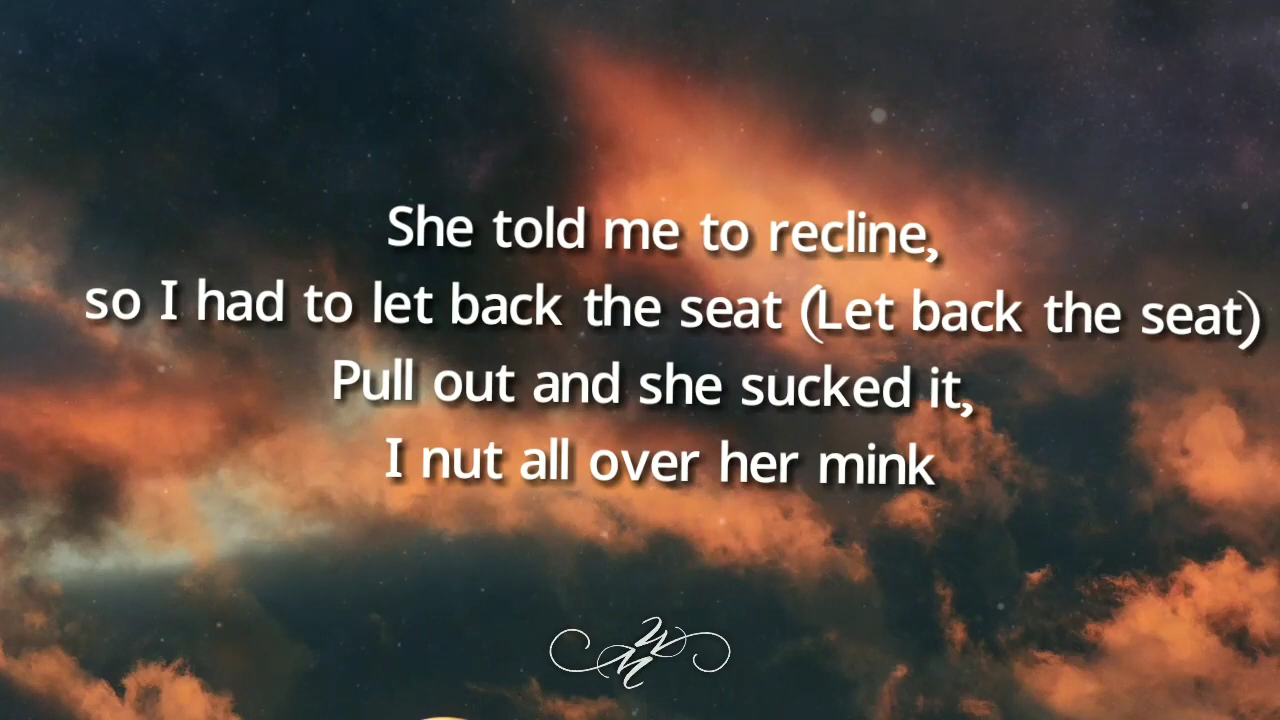 She told me to recline,
so I had to let back the seat (Let back the seat)
Pull out and she sucked it,
I nut all over her mink